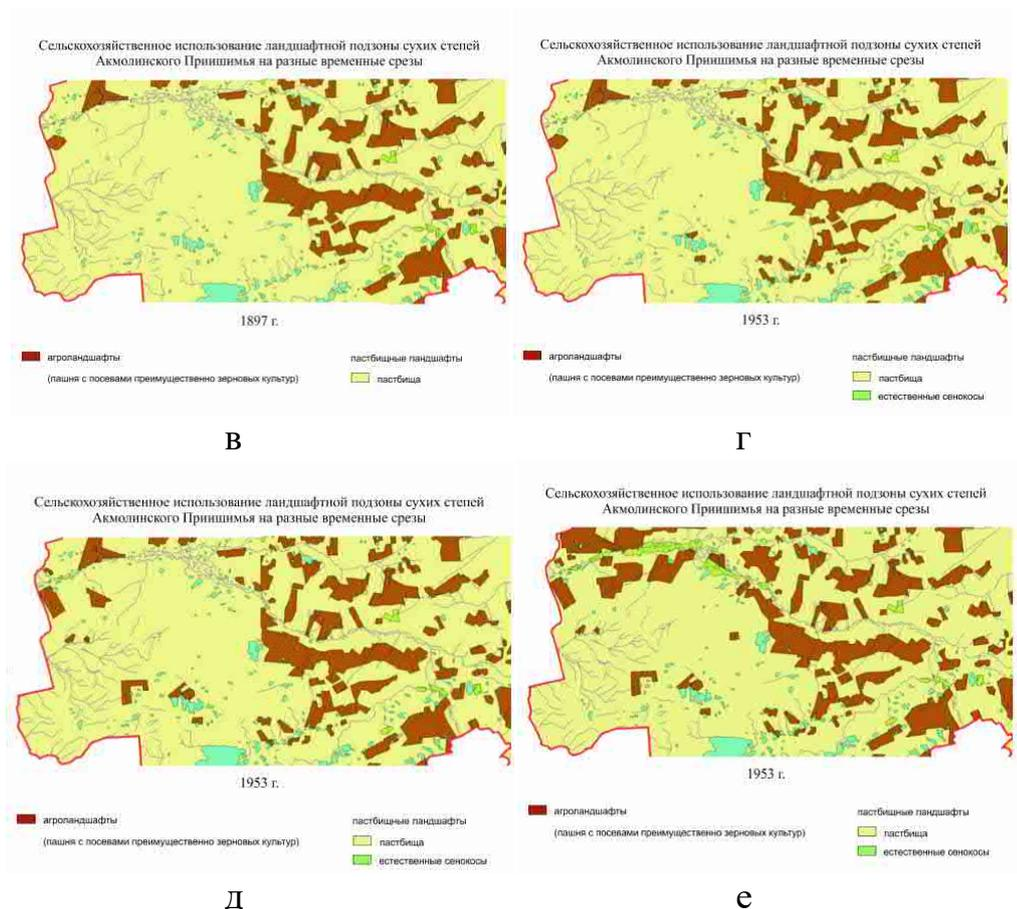 Сельскохозяйственное использование ландшафтной подзоны сухих степей
Акмолинского Приишимья на разные временные срезы
1897 г.
агроландшафты
(пашня с посевами преимущественно зерновых культур)
пастбищные ландшафты
пастбища
в
Сельскохозяйственное использование ландшафтной подзоны сухих степей
Акмолинского Приишимья на разные временные срезы
1953 г.
агроландшафты
(пашня с посевами преимущественно зерновых культур)
пастбищные ландшафты
пастбища
естественные сенокосы
г
Сельскохозяйственное использование ландшафтной подзоны сухих степей
Акмолинского Приишимья на разные временные срезы
1953 г.
агроландшафты
(пашня с посевами преимущественно зерновых культур)
пастбищные ландшафты
пастбища
естественные сенокосы
д
Сельскохозяйственное использование ландшафтной подзоны сухих степей
Акмолинского Приишимья на разные временные срезы
1953 г.
агроландшафты
(пашня с посевами преимущественно зерновых культур)
пастбищные ландшафты
пастбища
естественные сенокосы
е